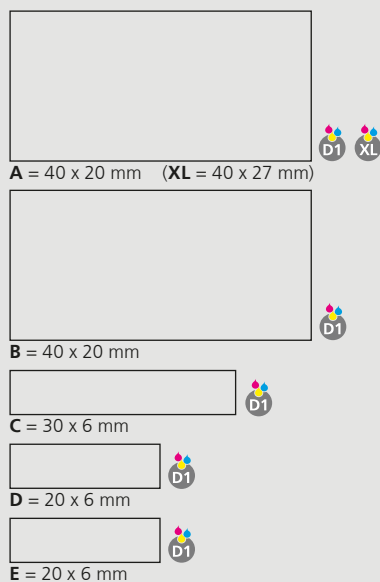 D1 XL
A = 40 x 20 mm (XL = 40 x 27 mm)
D1
B = 40 x 20 mm
D1
C = 30 x 6 mm
D1
D = 20 x 6 mm
D1
E = 20 x 6 mm